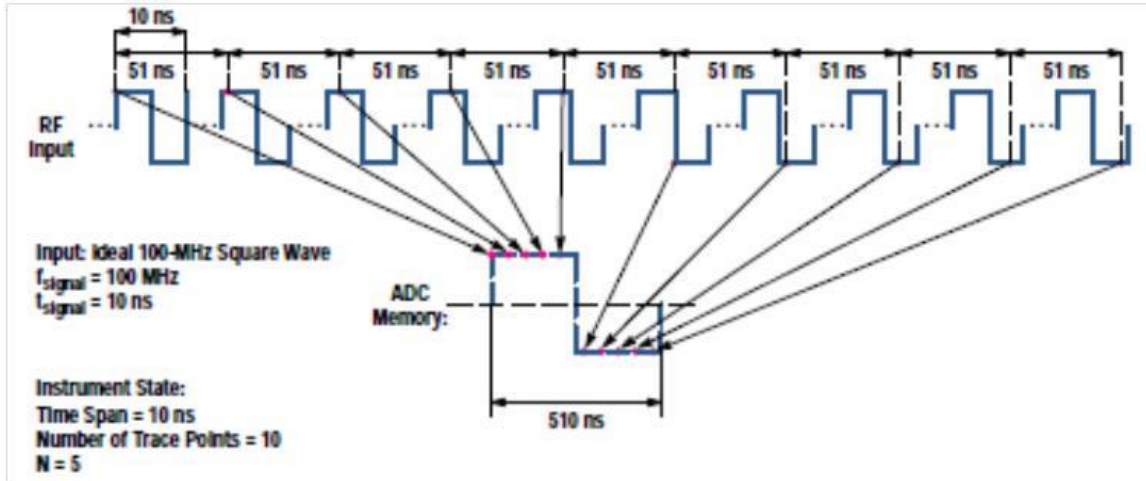 10 ns
51 ns 51 ns 51 ns 51 ns 51 ns 51 ns 51 ns 51 ns 51 ns
RF
Input
Input: Ideal 100-MHz Square Wave
fsignal = 100 MHz
tsignal = 10 ns
ADC
Memory:
Instrument State:
Time Span = 10 ns
Number of Trace Points = 10
N = 5
510 ns